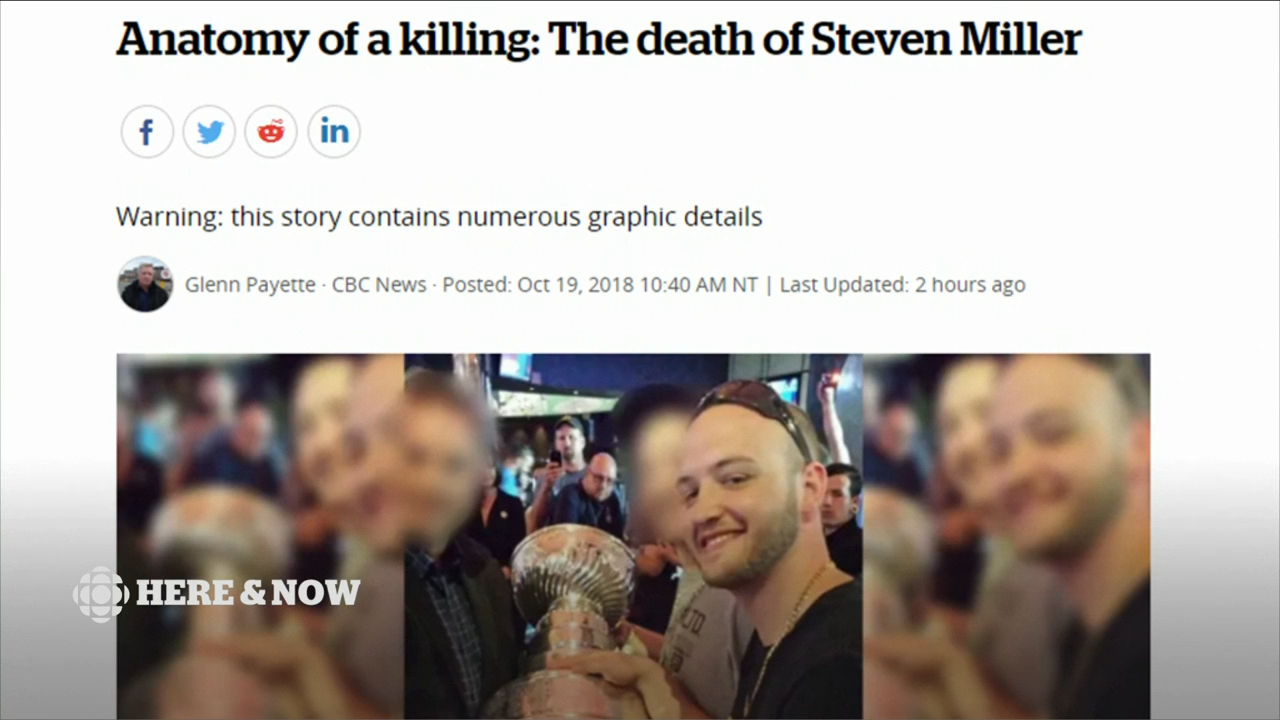 Anatomy of a killing: The death of Steven Miller
f in
Warning: this story contains numerous graphic details
Glenn Payette · CBC News · Posted: Oct 19, 2018 10:40 AM NT | Last Updated: 2 hours ago
HERE & NOW